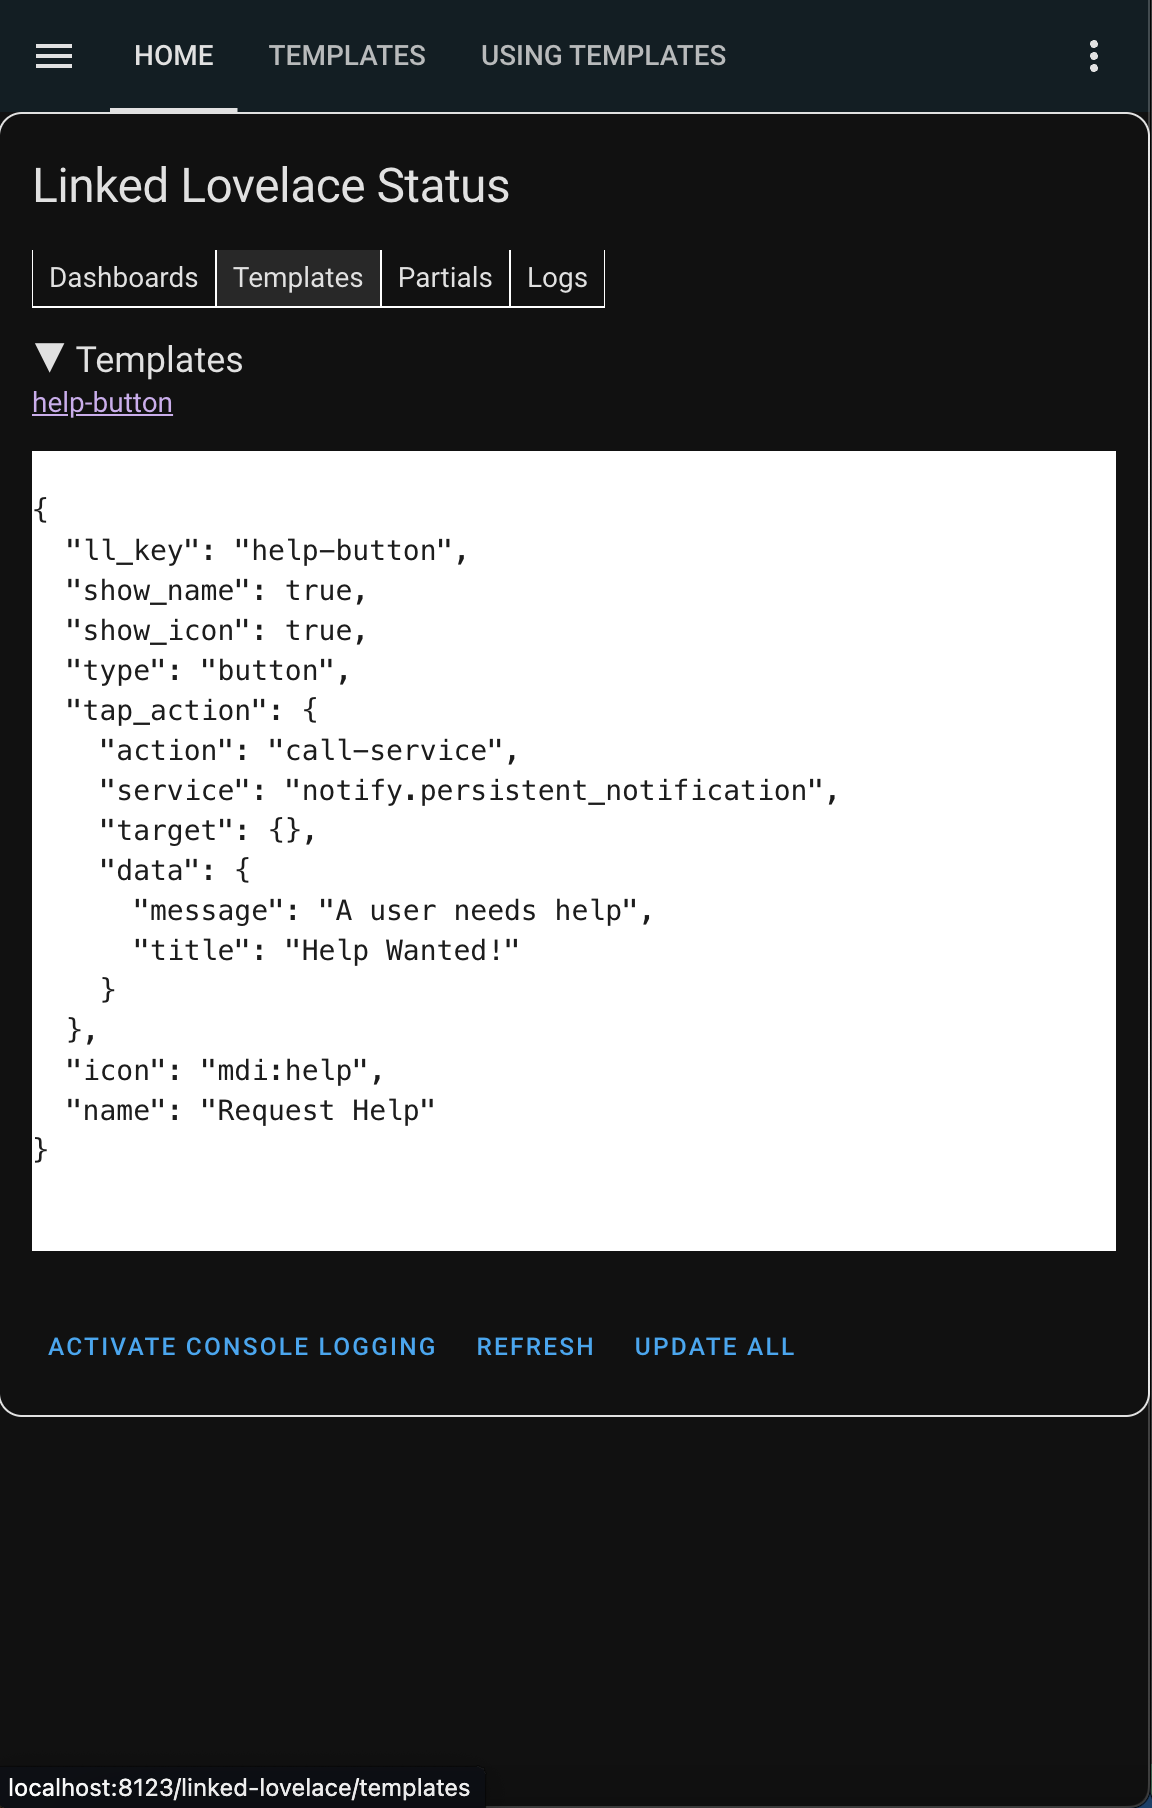 HOME TEMPLATES USING TEMPLATES
Linked Lovelace Status
Dashboards Templates Partials Logs
▼ Templates
help-button
{
  "ll_key": "help-button",
  "show_name": true,
  "show_icon": true,
  "type": "button",
  "tap_action": {
    "action": "call-service",
    "service": "notify.persistent_notification",
    "target": {},
    "data": {
      "message": "A user needs help",
      "title": "Help Wanted!"
    }
  },
  "icon": "mdi:help",
  "name": "Request Help"
}
ACTIVATE CONSOLE LOGGING REFRESH UPDATE ALL
localhost:8123/linked-lovelace/templates